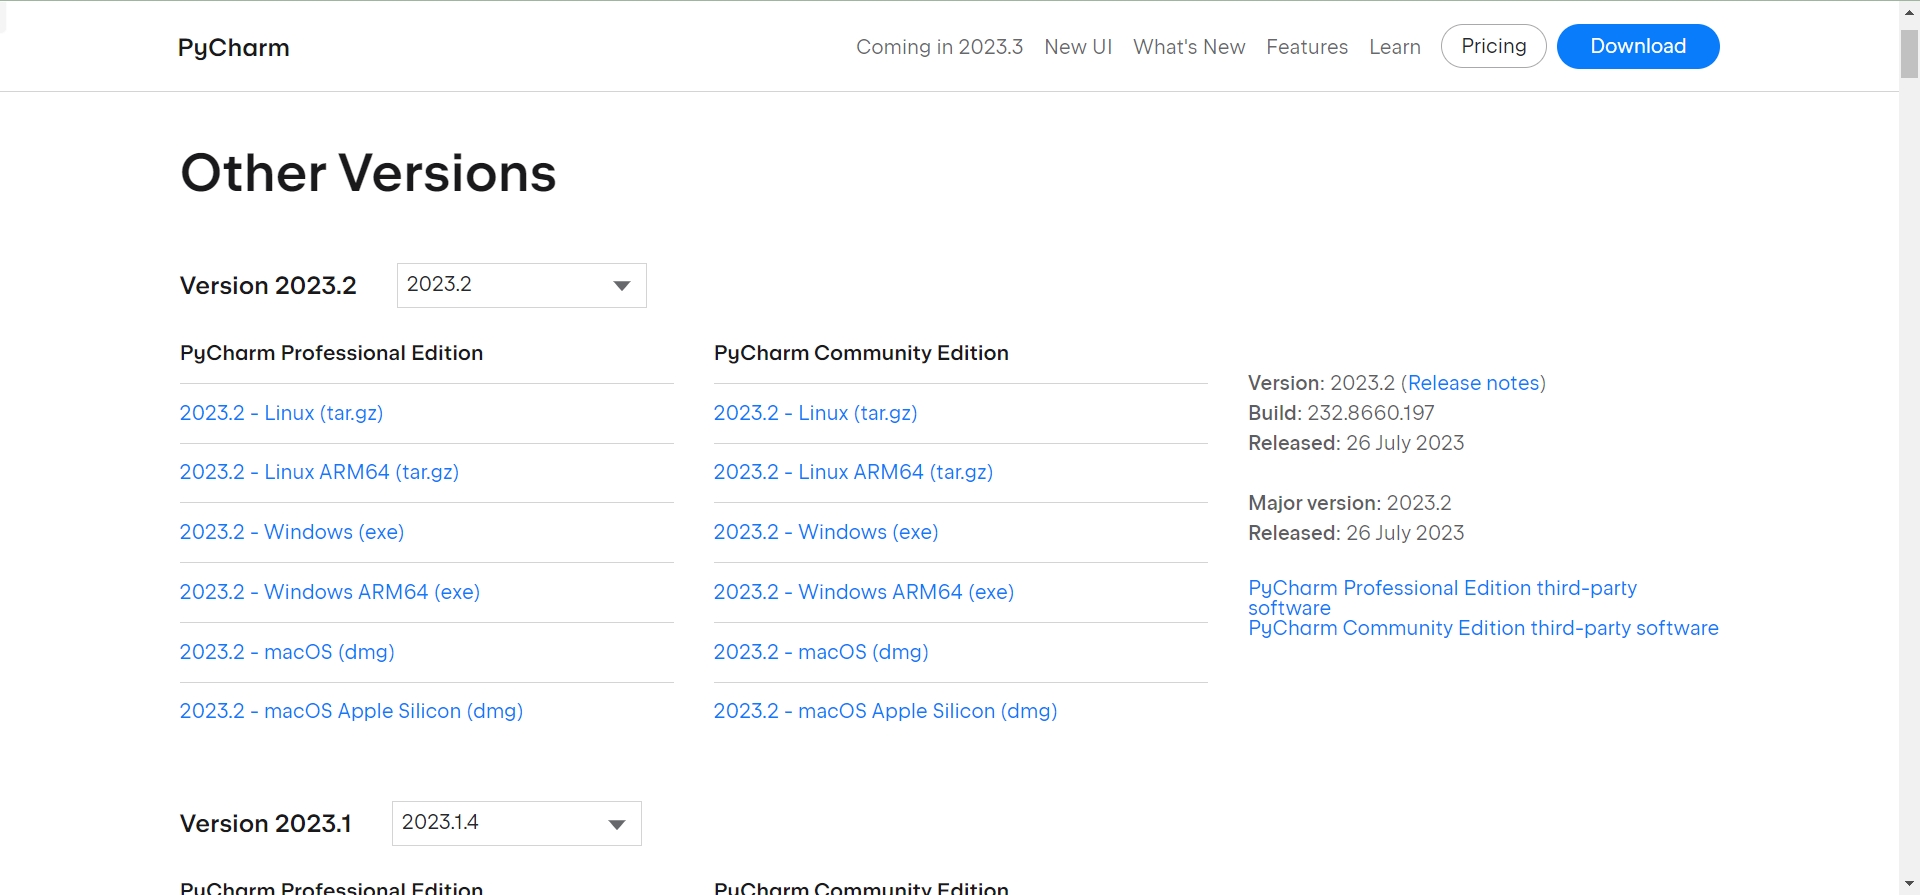 PyCharm
Coming in 2023.3
New UI
What's New
Features
Learn
Pricing
Download
Other Versions
Version 2023.2
2023.2
PyCharm Professional Edition
2023.2 - Linux (tar.gz)
2023.2 - Linux ARM64 (tar.gz)
2023.2 - Windows (exe)
2023.2 - Windows ARM64 (exe)
2023.2 - macOS (dmg)
2023.2 - macOS Apple Silicon (dmg)
PyCharm Community Edition
2023.2 - Linux (tar.gz)
2023.2 - Linux ARM64 (tar.gz)
2023.2 - Windows (exe)
2023.2 - Windows ARM64 (exe)
2023.2 - macOS (dmg)
2023.2 - macOS Apple Silicon (dmg)
Version: 2023.2 (Release notes)
Build: 232.8660.197
Released: 26 July 2023
Major version: 2023.2
Released: 26 July 2023
PyCharm Professional Edition third-party
software
PyCharm Community Edition third-party software
Version 2023.1
2023.1.4
PyCharm Professional Edition
PyCharm Community Edition